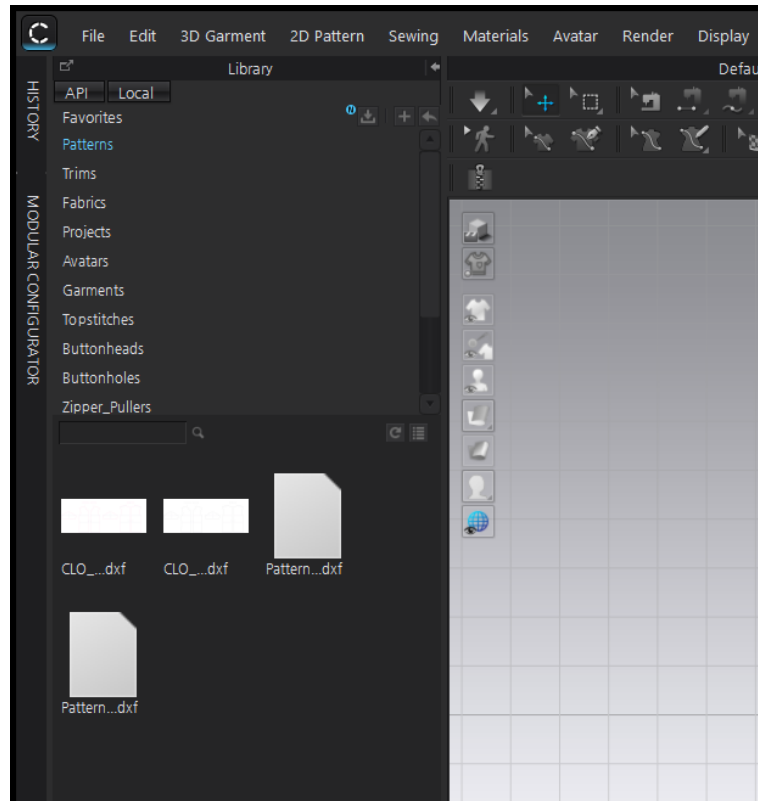 File Edit 3D Garment 2D Pattern Sewing Materials Avatar Render Display
Library
Defau
API Local
HISTORY
MODULAR CONFIGURATOR
Favorites
N
Patterns
Trims
Fabrics
Projects
Avatars
Garments
Topstitches
Buttonheads
Buttonholes
Zipper_Pullers
CLO_...dxf CLO_...dxf Pattern...dxf
Pattern...dxf